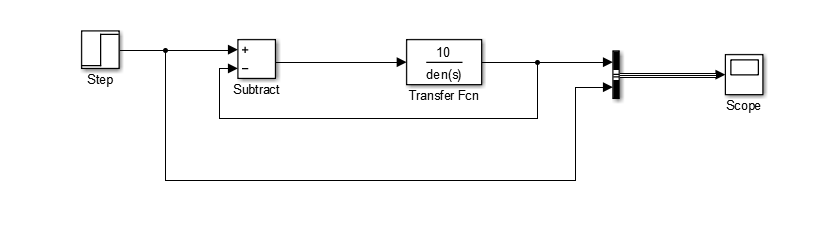 Step
+
−
Subtract
10
den(s)
Transfer Fcn
Scope